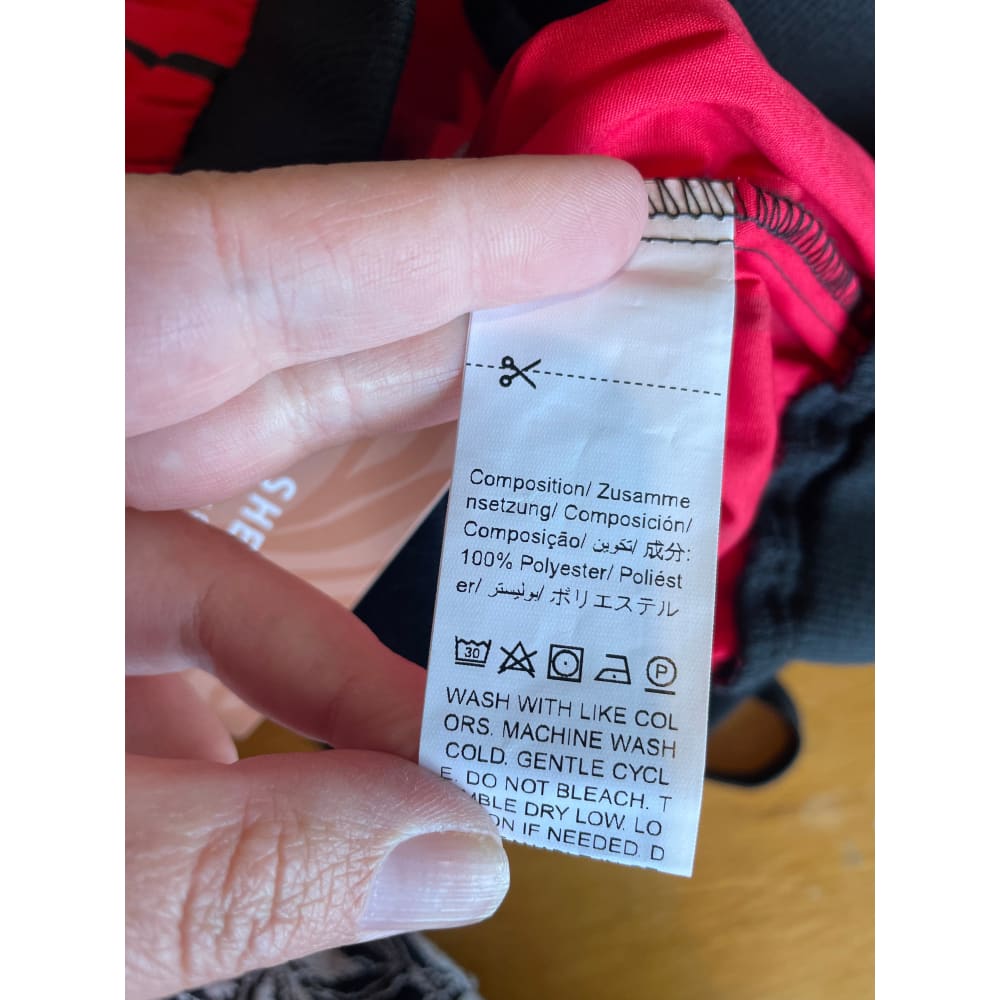 Composition/ Zusamme
nsetzung/ Composición/
Composição/ تكوين/ 成分:
100% Polyester/ Poliést
er/ بوليستر/ ポリエステル
30
P
WASH WITH LIKE COL
ORS. MACHINE WASH
COLD. GENTLE CYCL
E. DO NOT BLEACH. T
DRY LOW. LO
IF NEEDED. D
SHE